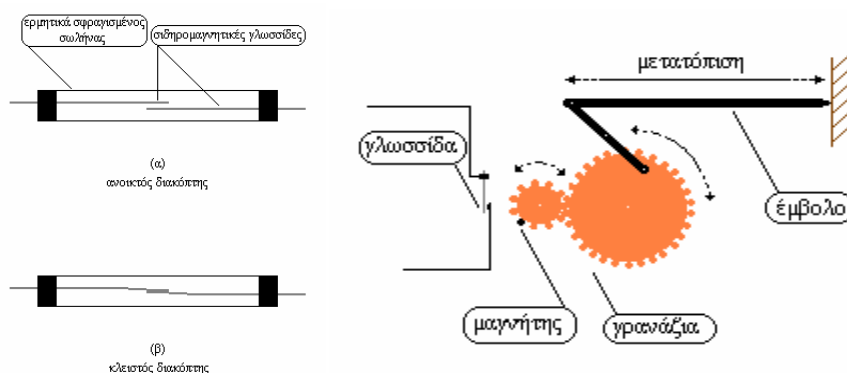 ερμητικά σφραγισμένος
σωλήνας
σιδηρομαγνητικές γλωσσίδες
(α)
ανοικτός διακόπτης
(β)
κλειστός διακόπτης
μετατόπιση
γλωσσίδα
έμβολο
μαγνήτης
γρανάζια